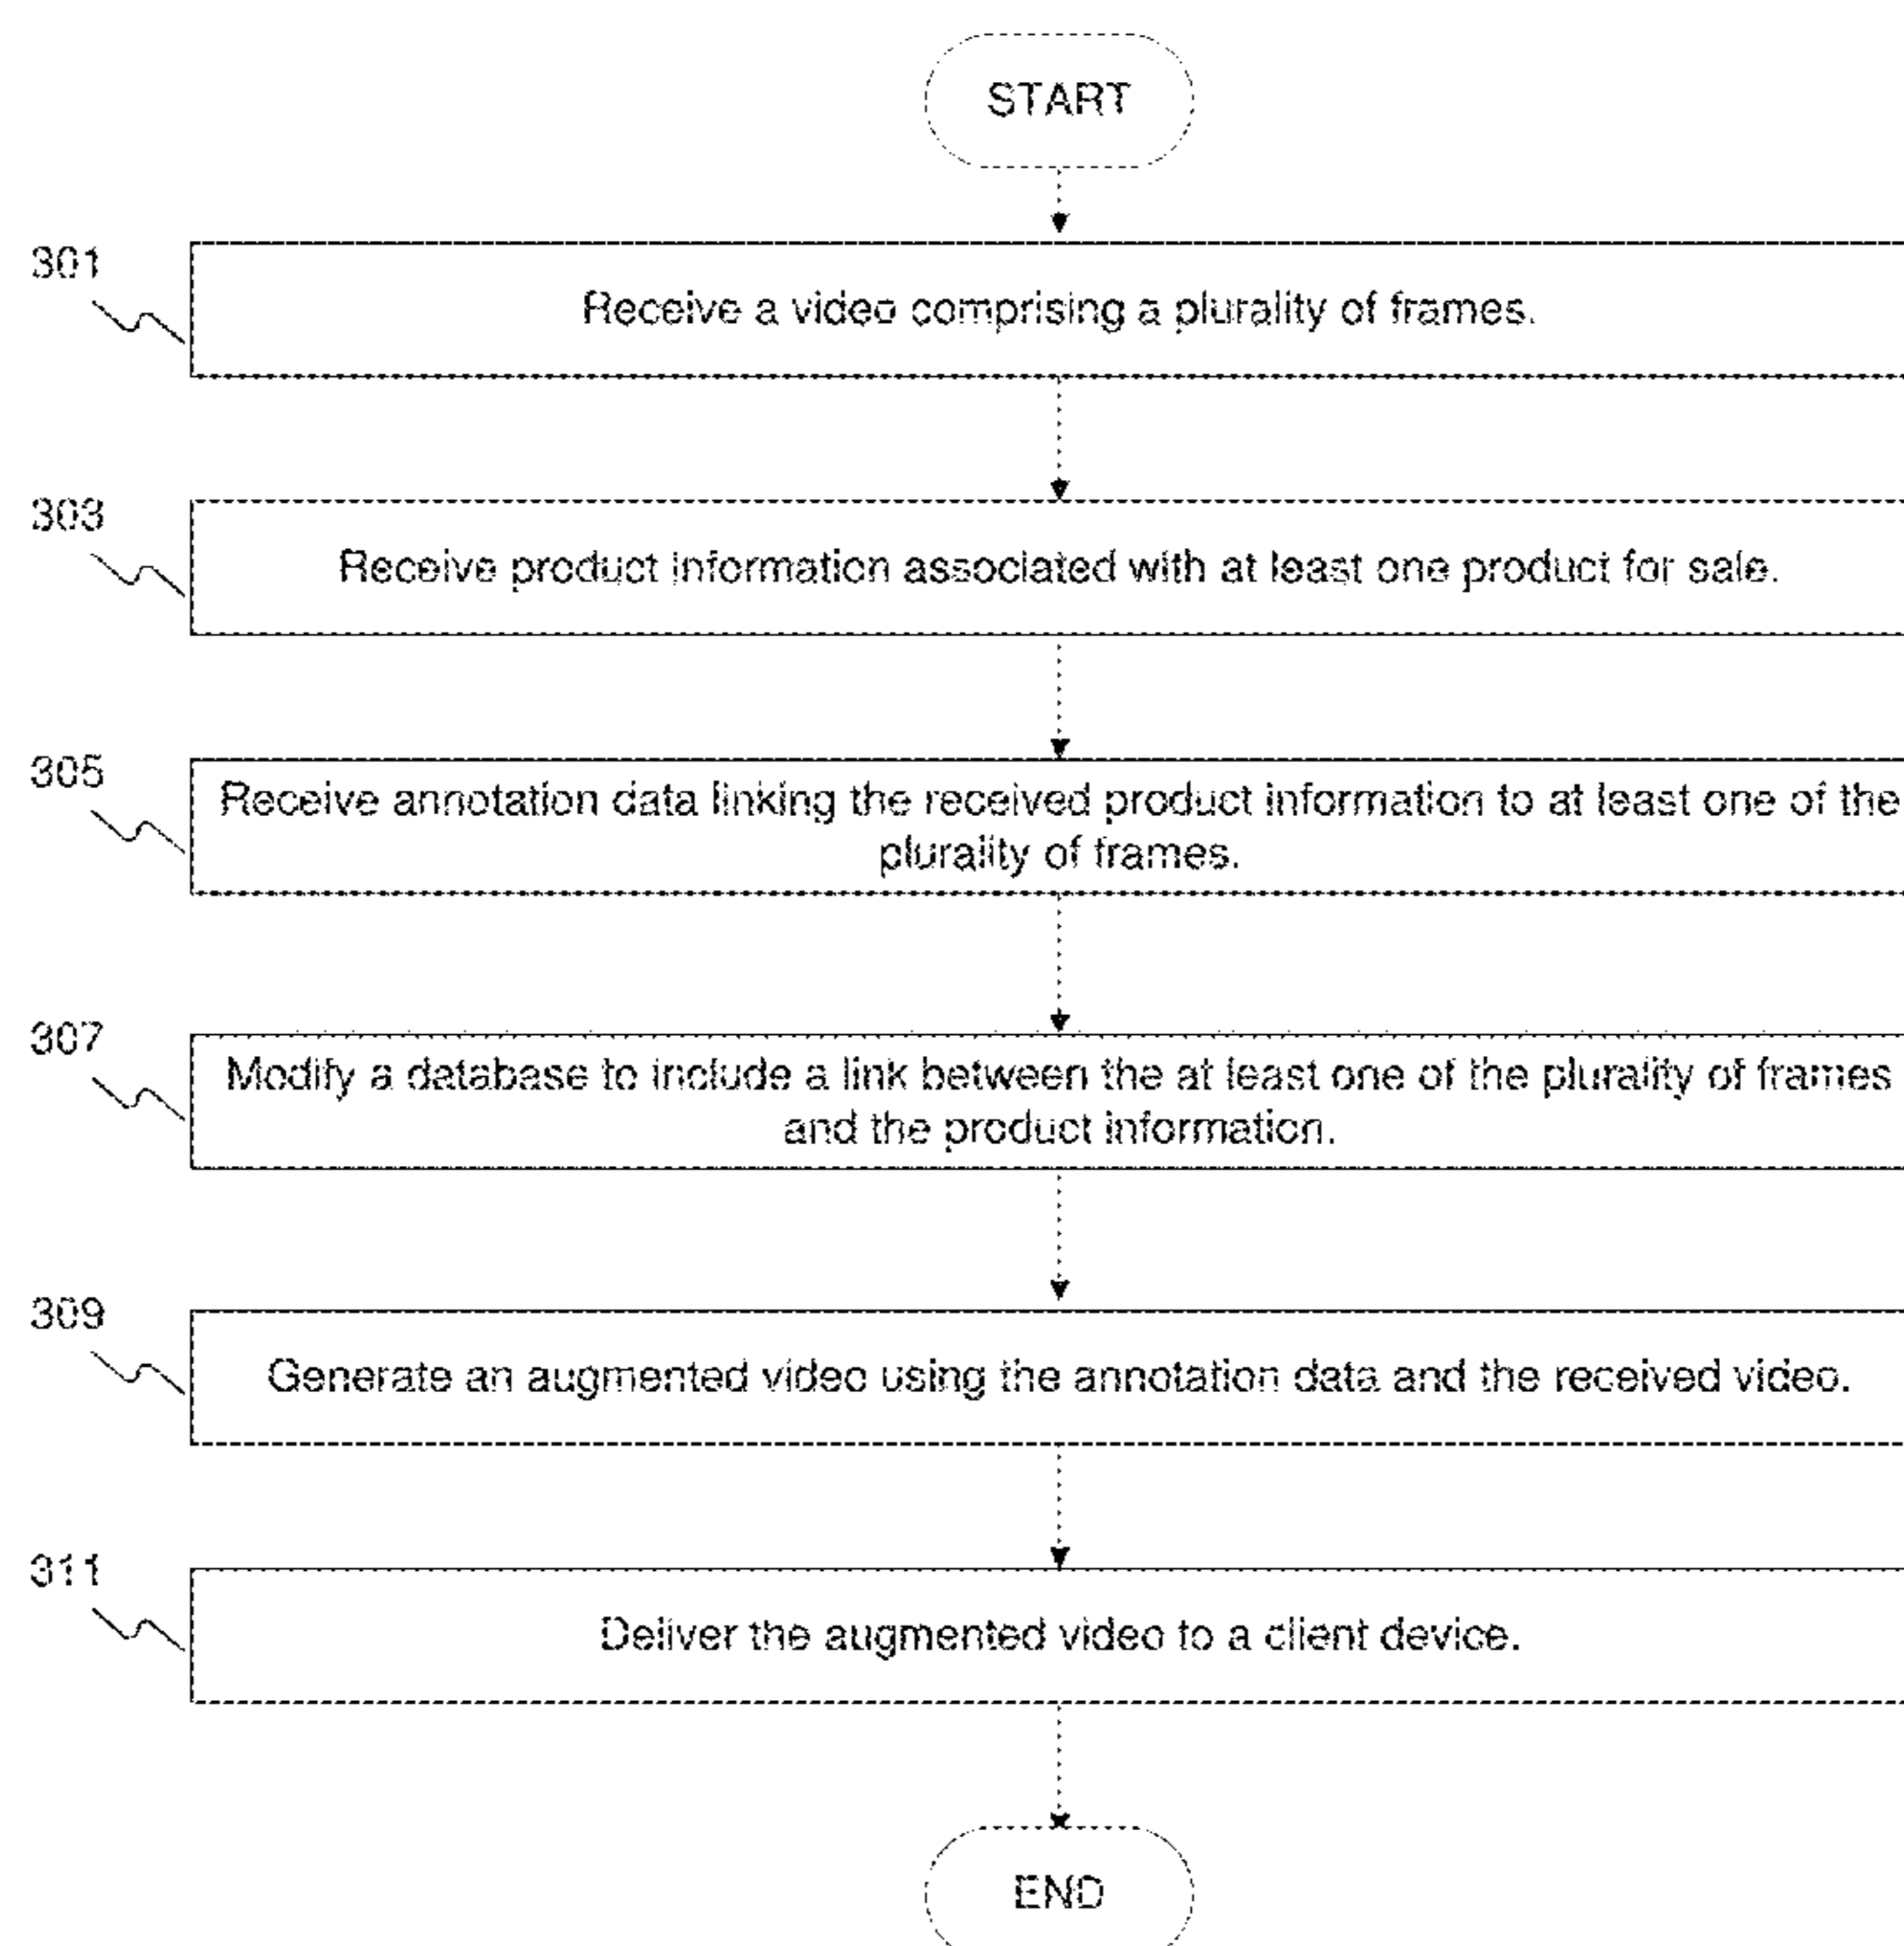 START
301
Receive a video comprising a plurality of frames.
303
Receive product information associated with at least one product for sale.
305
Receive annotation data linking the received product information to at least one of the
plurality of frames.
307
Modify a database to include a link between the at least one of the plurality of frames
and the product information.
309
Generate an augmented video using the annotation data and the received video.
311
Deliver the augmented video to a client device.
END